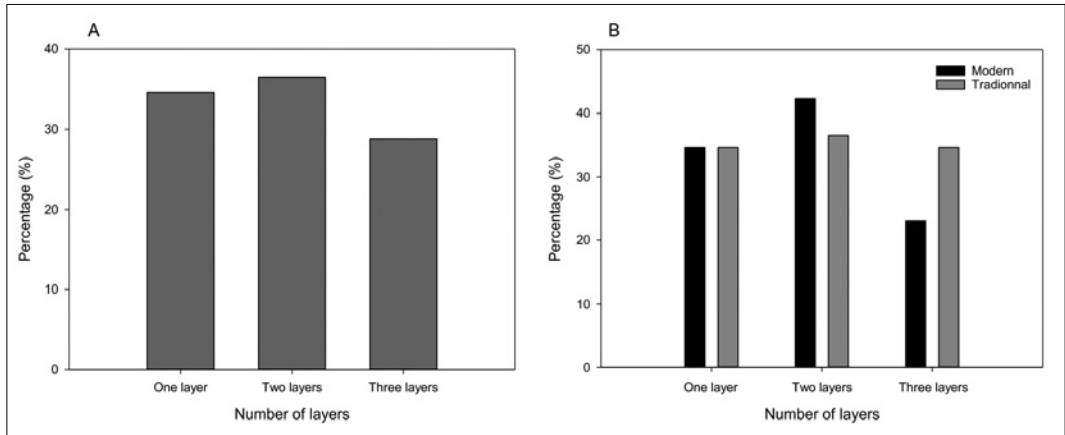 A
40
30
20
10
0
Percentage (%)
One layer
Two layers
Three layers
Number of layers
B
50
40
30
20
10
0
Percentage (%)
Modern
Tradionnal
One layer
Two layers
Three layers
Number of layers